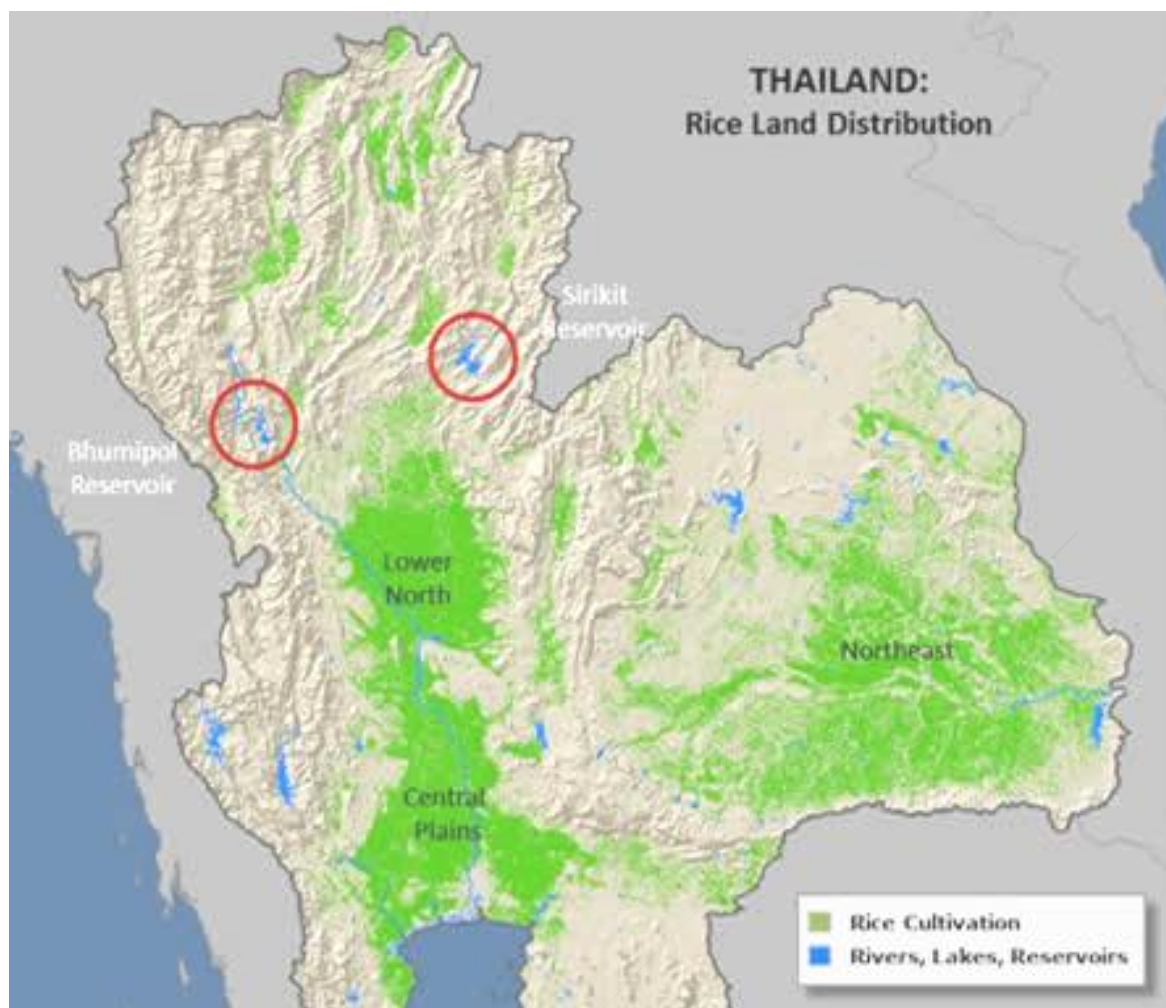 THAILAND:
Rice Land Distribution
Sirikit
Reservoir
Bhumipol
Reservoir
Lower
North
Northeast
Central
Plains
Rice Cultivation
Rivers, Lakes, Reservoirs